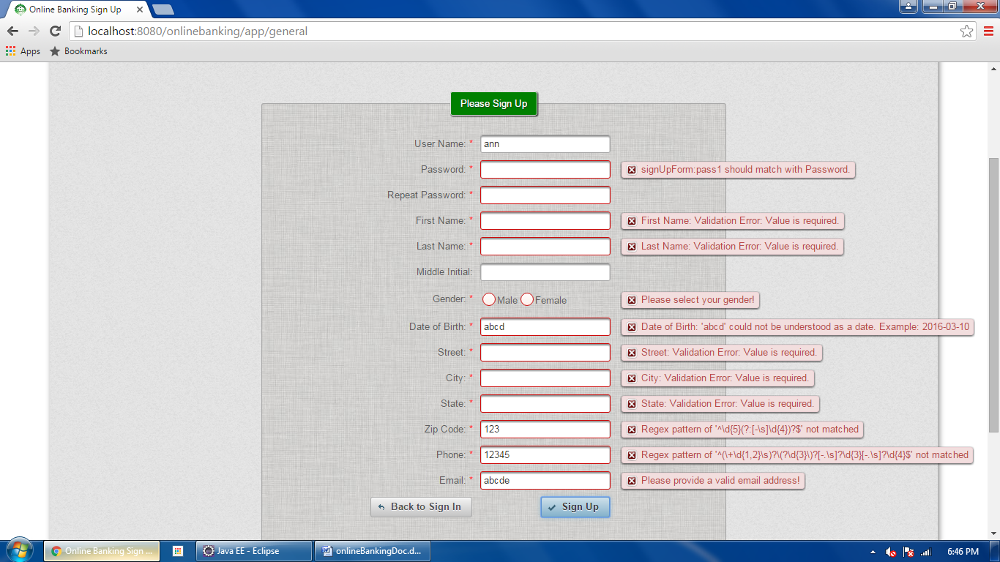 Online Banking Sign Up
localhost:8080/onlinebanking/app/general
Apps Bookmarks
Please Sign Up
User Name: * ann
Password: * signUpForm:pass1 should match with Password.
Repeat Password: *
First Name: * First Name: Validation Error: Value is required.
Last Name: * Last Name: Validation Error: Value is required.
Middle Initial:
Gender: * Male Female Please select your gender!
Date of Birth: * abcd Date of Birth: 'abcd' could not be understood as a date. Example: 2016-03-10
Street: * Street: Validation Error: Value is required.
City: * City: Validation Error: Value is required.
State: * State: Validation Error: Value is required.
Zip Code: * 123 Regex pattern of '^\d{5}(?:[-\s]\d{4})?$' not matched
Phone: * 12345 Regex pattern of '^(\+\d{1,2}\s)?\(?\d{3}\)?[-.\s]?\d{3}[-.\s]?\d{4}$' not matched
Email: * abcde Please provide a valid email address!
Back to Sign In Sign Up
Online Banking Sign ... Java EE - Eclipse onlineBankingDoc.d... 6:46 PM